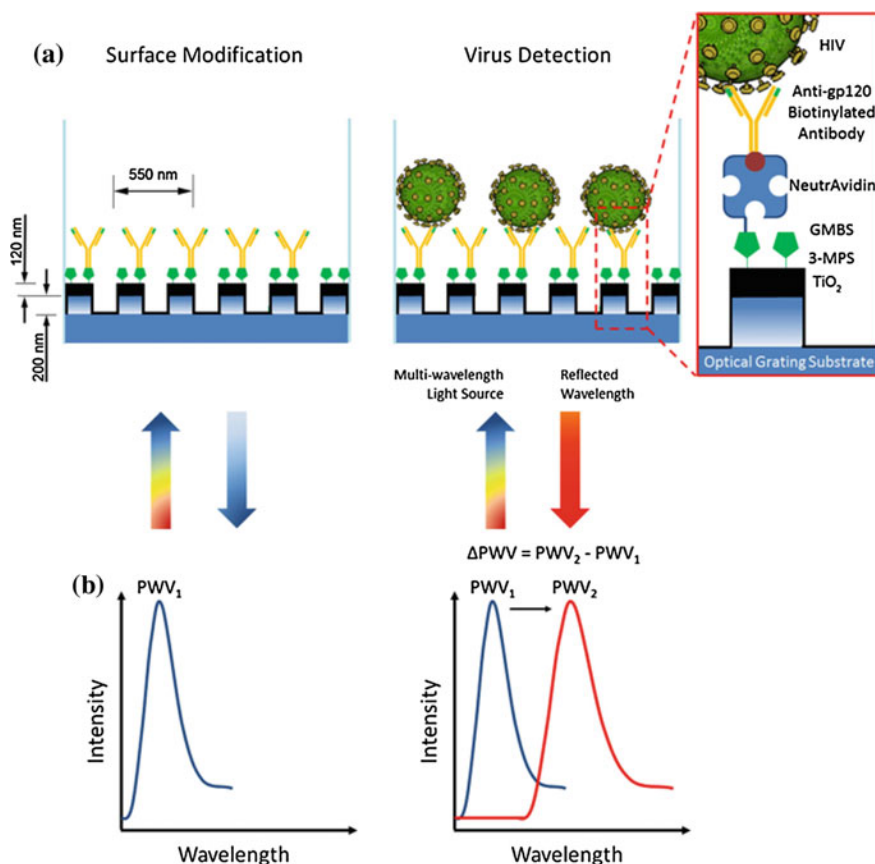 (a)
Surface Modification
Virus Detection
550 nm
120 nm
200 nm
HIV
Anti-gp120
Biotinylated
Antibody
NeutrAvidin
GMBS
3-MPS
TiO₂
Optical Grating Substrate
Multi-wavelength
Light Source
Reflected
Wavelength
ΔPWV = PWV₂ - PWV₁
(b)
PWV₁
Intensity
Wavelength
PWV₁
PWV₂
Intensity
Wavelength